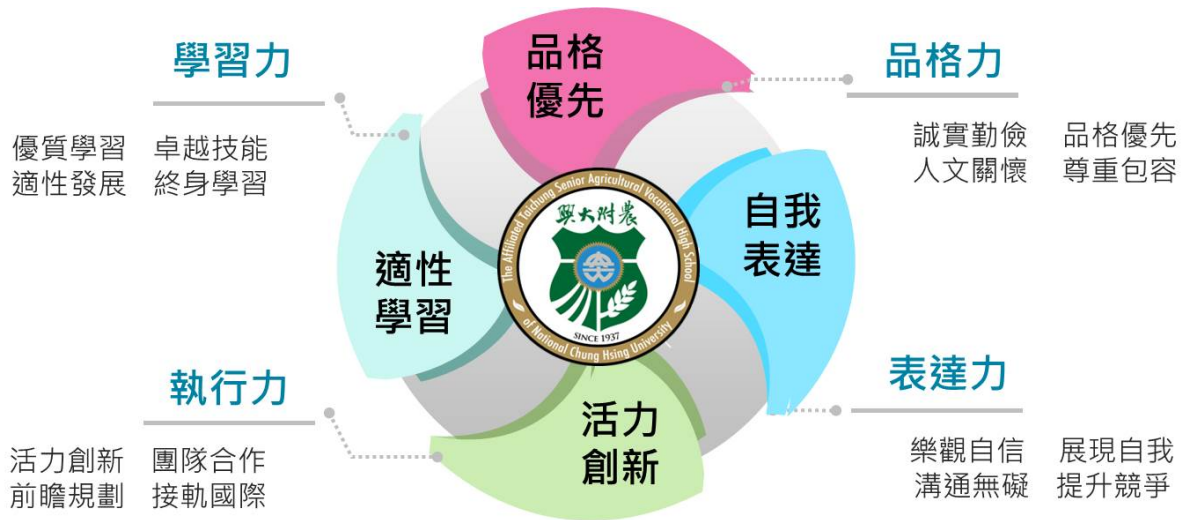 學習力
優質學習 卓越技能
適性發展 終身學習
品格
優先
品格力
誠實勤儉 品格優先
人文關懷 尊重包容
適性
學習
The Affiliated Taichung Senior Agricultural Vocational High School
興大附農
SINCE 1937
of National Chung Hsing University
自我
表達
執行力
活力創新 團隊合作
前瞻規劃 接軌國際
活力
創新
表達力
樂觀自信 展現自我
溝通無礙 提升競爭